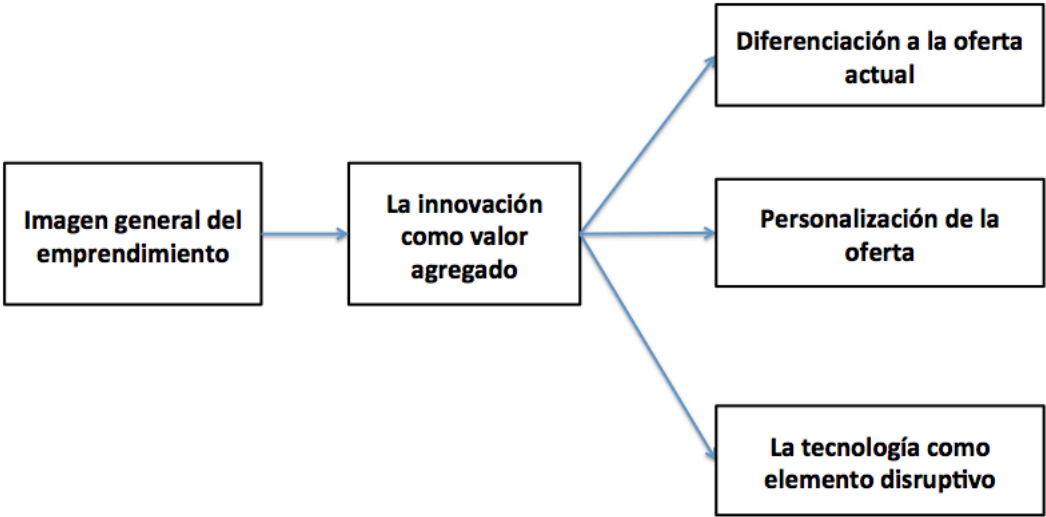 Imagen general del
emprendimiento
La innovación
como valor
agregado
Diferenciación a la oferta
actual
Personalización de la
oferta
La tecnología como
elemento disruptivo